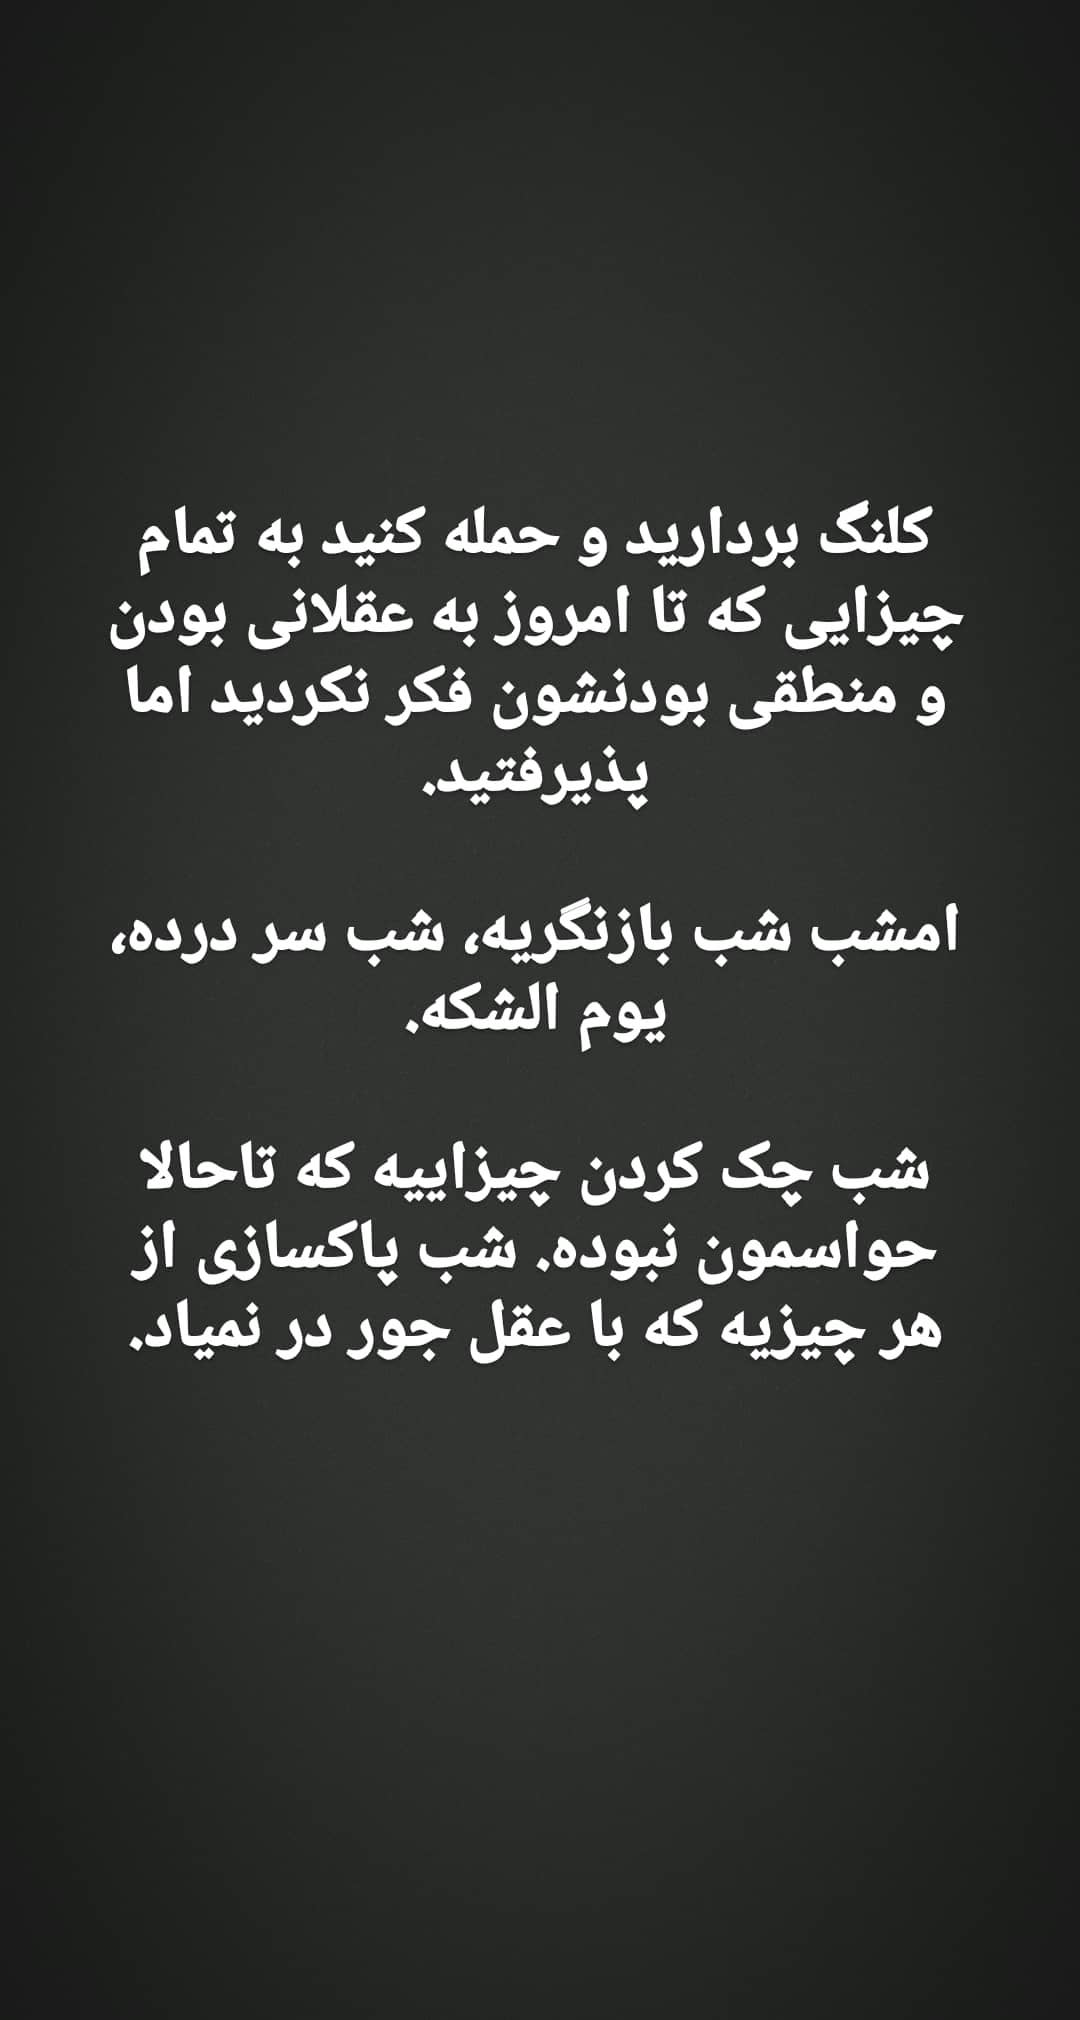 کلنگ بردارید و حمله کنید به تمام
چیزایی که تا امروز به عقلانی بودن
و منطقی بودنشون فکر نکردید اما
پذیرفتید.
امشب شب بازنگریه، شب سر درده،
یوم الشکه.
شب چک کردن چیزاییه که تاحالا
حواسمون نبوده. شب پاکسازی از
هر چیزیه که با عقل جور در نمیاد.